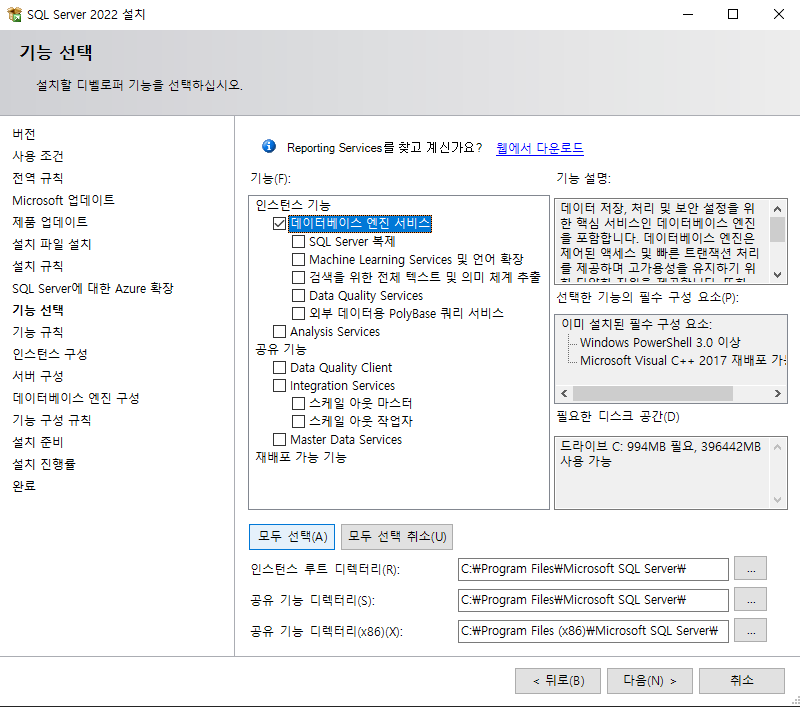 SQL Server 2022 설치
기능 선택
설치할 디벨로퍼 기능을 선택하십시오.
버전
사용 조건
전역 규칙
Microsoft 업데이트
제품 업데이트
설치 파일 설치
설치 규칙
SQL Server에 대한 Azure 확장
기능 선택
기능 규칙
인스턴스 구성
서버 구성
데이터베이스 엔진 구성
기능 구성 규칙
설치 준비
설치 진행률
완료
Reporting Services를 찾고 계신가요? 웹에서 다운로드
기능(F):
인스턴스 기능
데이터베이스 엔진 서비스
SQL Server 복제
Machine Learning Services 및 언어 확장
검색을 위한 전체 텍스트 및 의미 체계 추출
Data Quality Services
외부 데이터용 PolyBase 쿼리 서비스
Analysis Services
공유 기능
Data Quality Client
Integration Services
스케일 아웃 마스터
스케일 아웃 작업자
Master Data Services
재배포 가능 기능
기능 설명:
데이터 저장, 처리 및 보안 설정을 위
한 핵심 서비스인 데이터베이스 엔진
을 포함합니다. 데이터베이스 엔진은
제어된 액세스 및 빠른 트랜잭션 처리
를 제공하며 고가용성을 유지하기 위
선택한 기능의 필수 구성 요소(P):
이미 설치된 필수 구성 요소:
Windows PowerShell 3.0 이상
Microsoft Visual C++ 2017 재배포 가능
필요한 디스크 공간(D)
드라이브 C: 994MB 필요, 396442MB
사용 가능
모두 선택(A) 모두 선택 취소(U)
인스턴스 루트 디렉터리(R): C:₩Program Files₩Microsoft SQL Server₩ ...
공유 기능 디렉터리(S): C:₩Program Files₩Microsoft SQL Server₩ ...
공유 기능 디렉터리(x86)(X): C:₩Program Files (x86)₩Microsoft SQL Server₩ ...
< 뒤로(B) 다음(N) > 취소